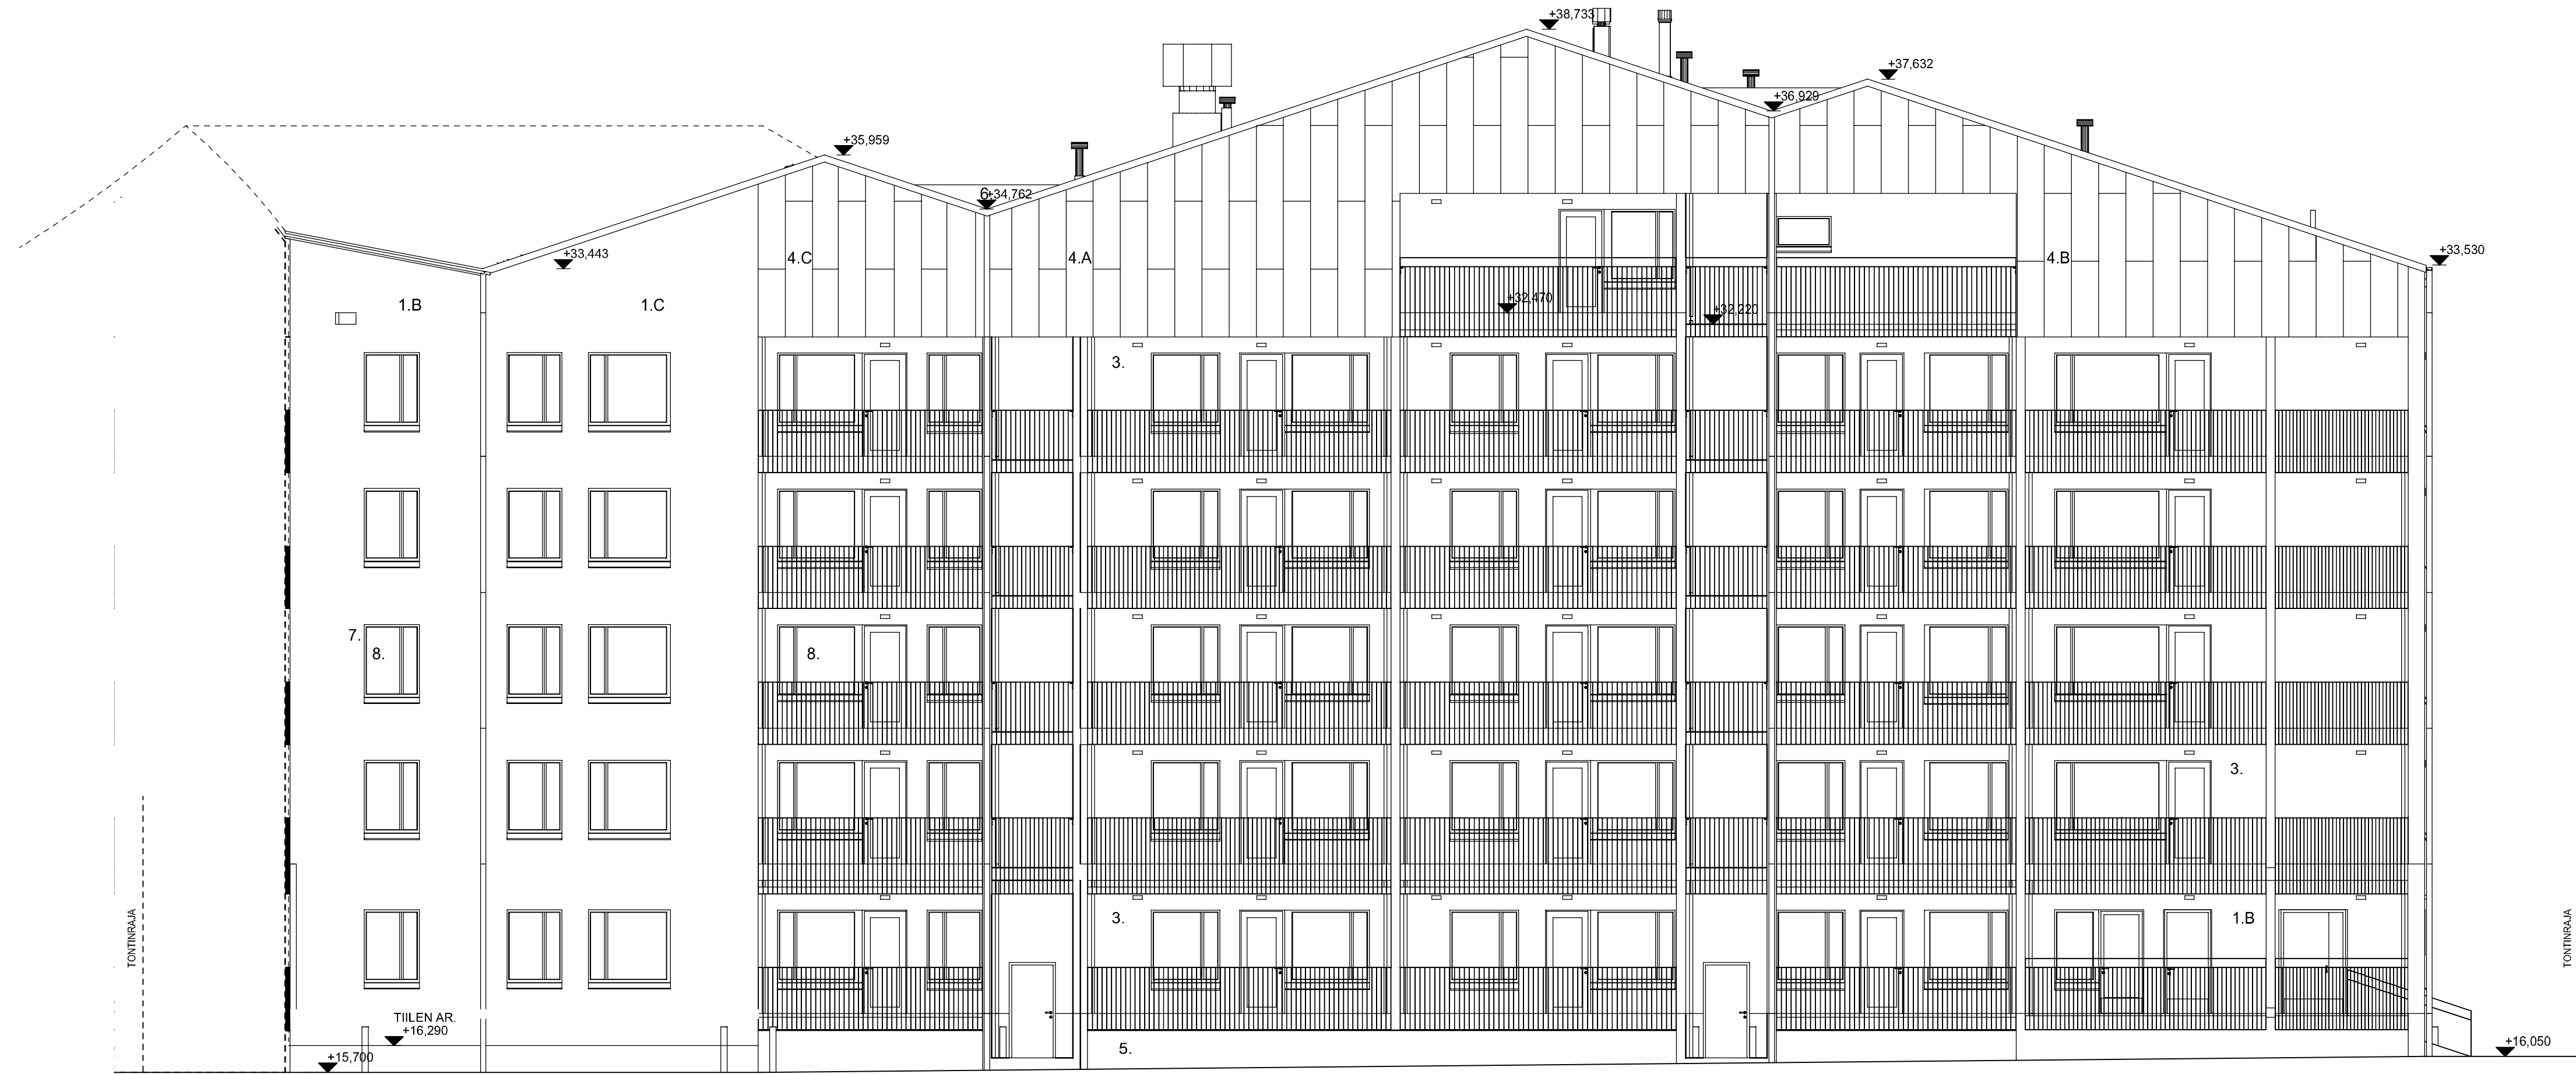 +38,733
+37,632
+36,929
+35,959
6.
+34,762
+33,443
4.C
4.A
4.B
+33,530
1.B
1.C
+32,470
+32,220
3.
7.
8.
8.
3.
3.
1.B
TONTINRAJA
TONTINRAJA
TIILEN AR.
+16,290
+15,700
5.
+16,050